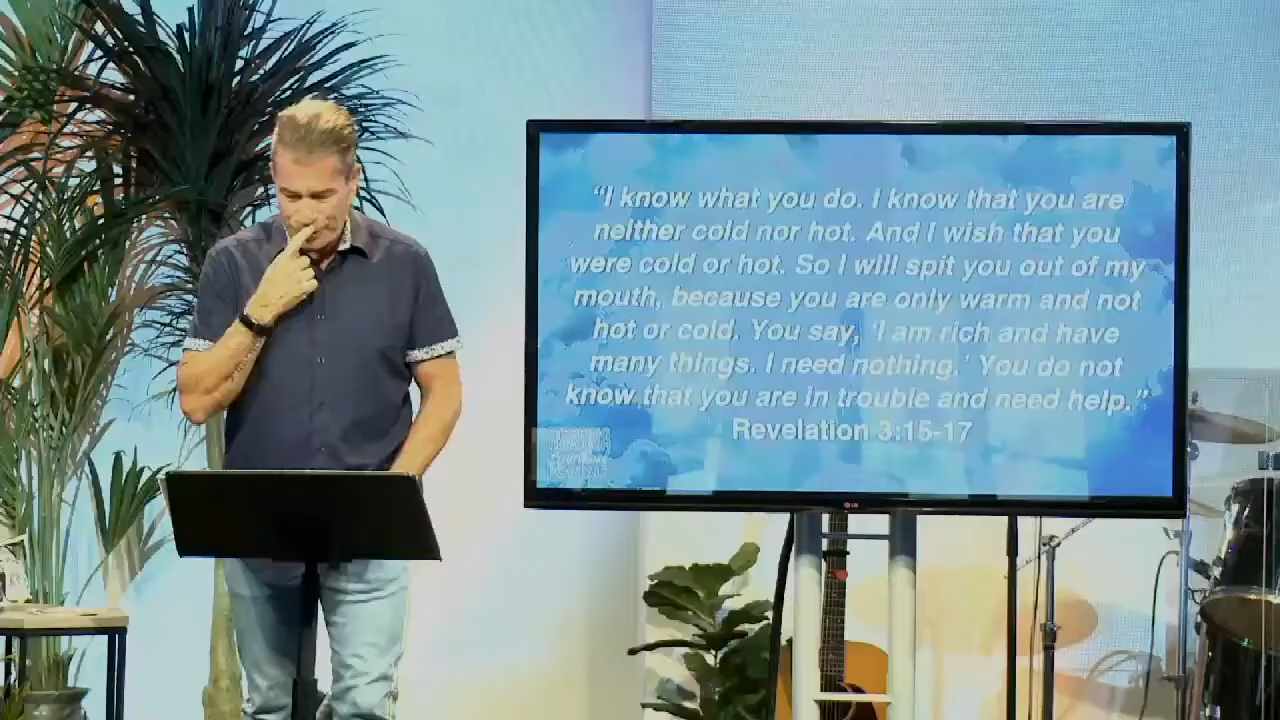 “I know what you do. I know that you are
neither cold nor hot. And I wish that you
were cold or hot. So I will spit you out of my
mouth, because you are only warm and not
hot or cold. You say, ‘I am rich and have
many things. I need nothing.’ You do not
know that you are in trouble and need help.”
Revelation 3:15-17
LG